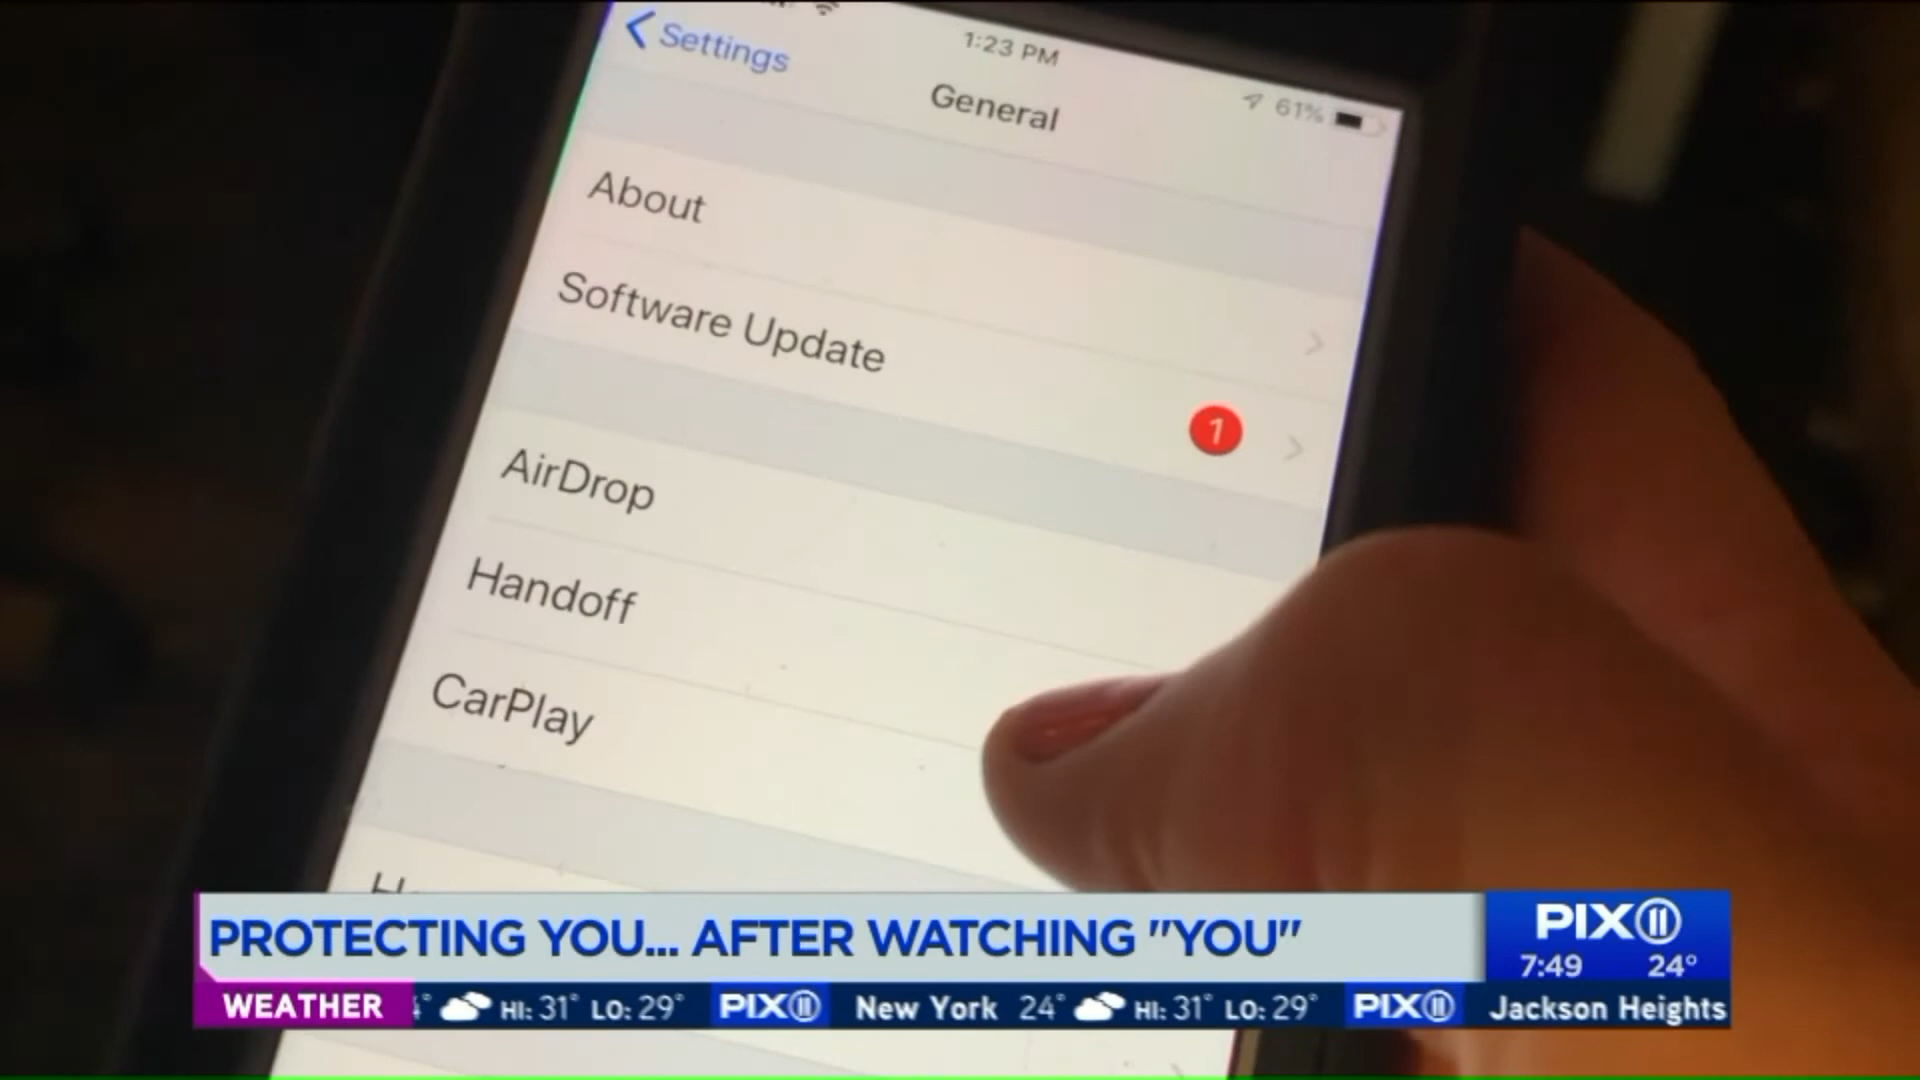 Settings
1:23 PM
61%
General
About
Software Update
1
AirDrop
Handoff
CarPlay
PROTECTING YOU... AFTER WATCHING "YOU"
PIX11
7:49 24°
WEATHER HI: 31° LO: 29° PIX11 New York 24° HI: 31° LO: 29° PIX11 Jackson Heights